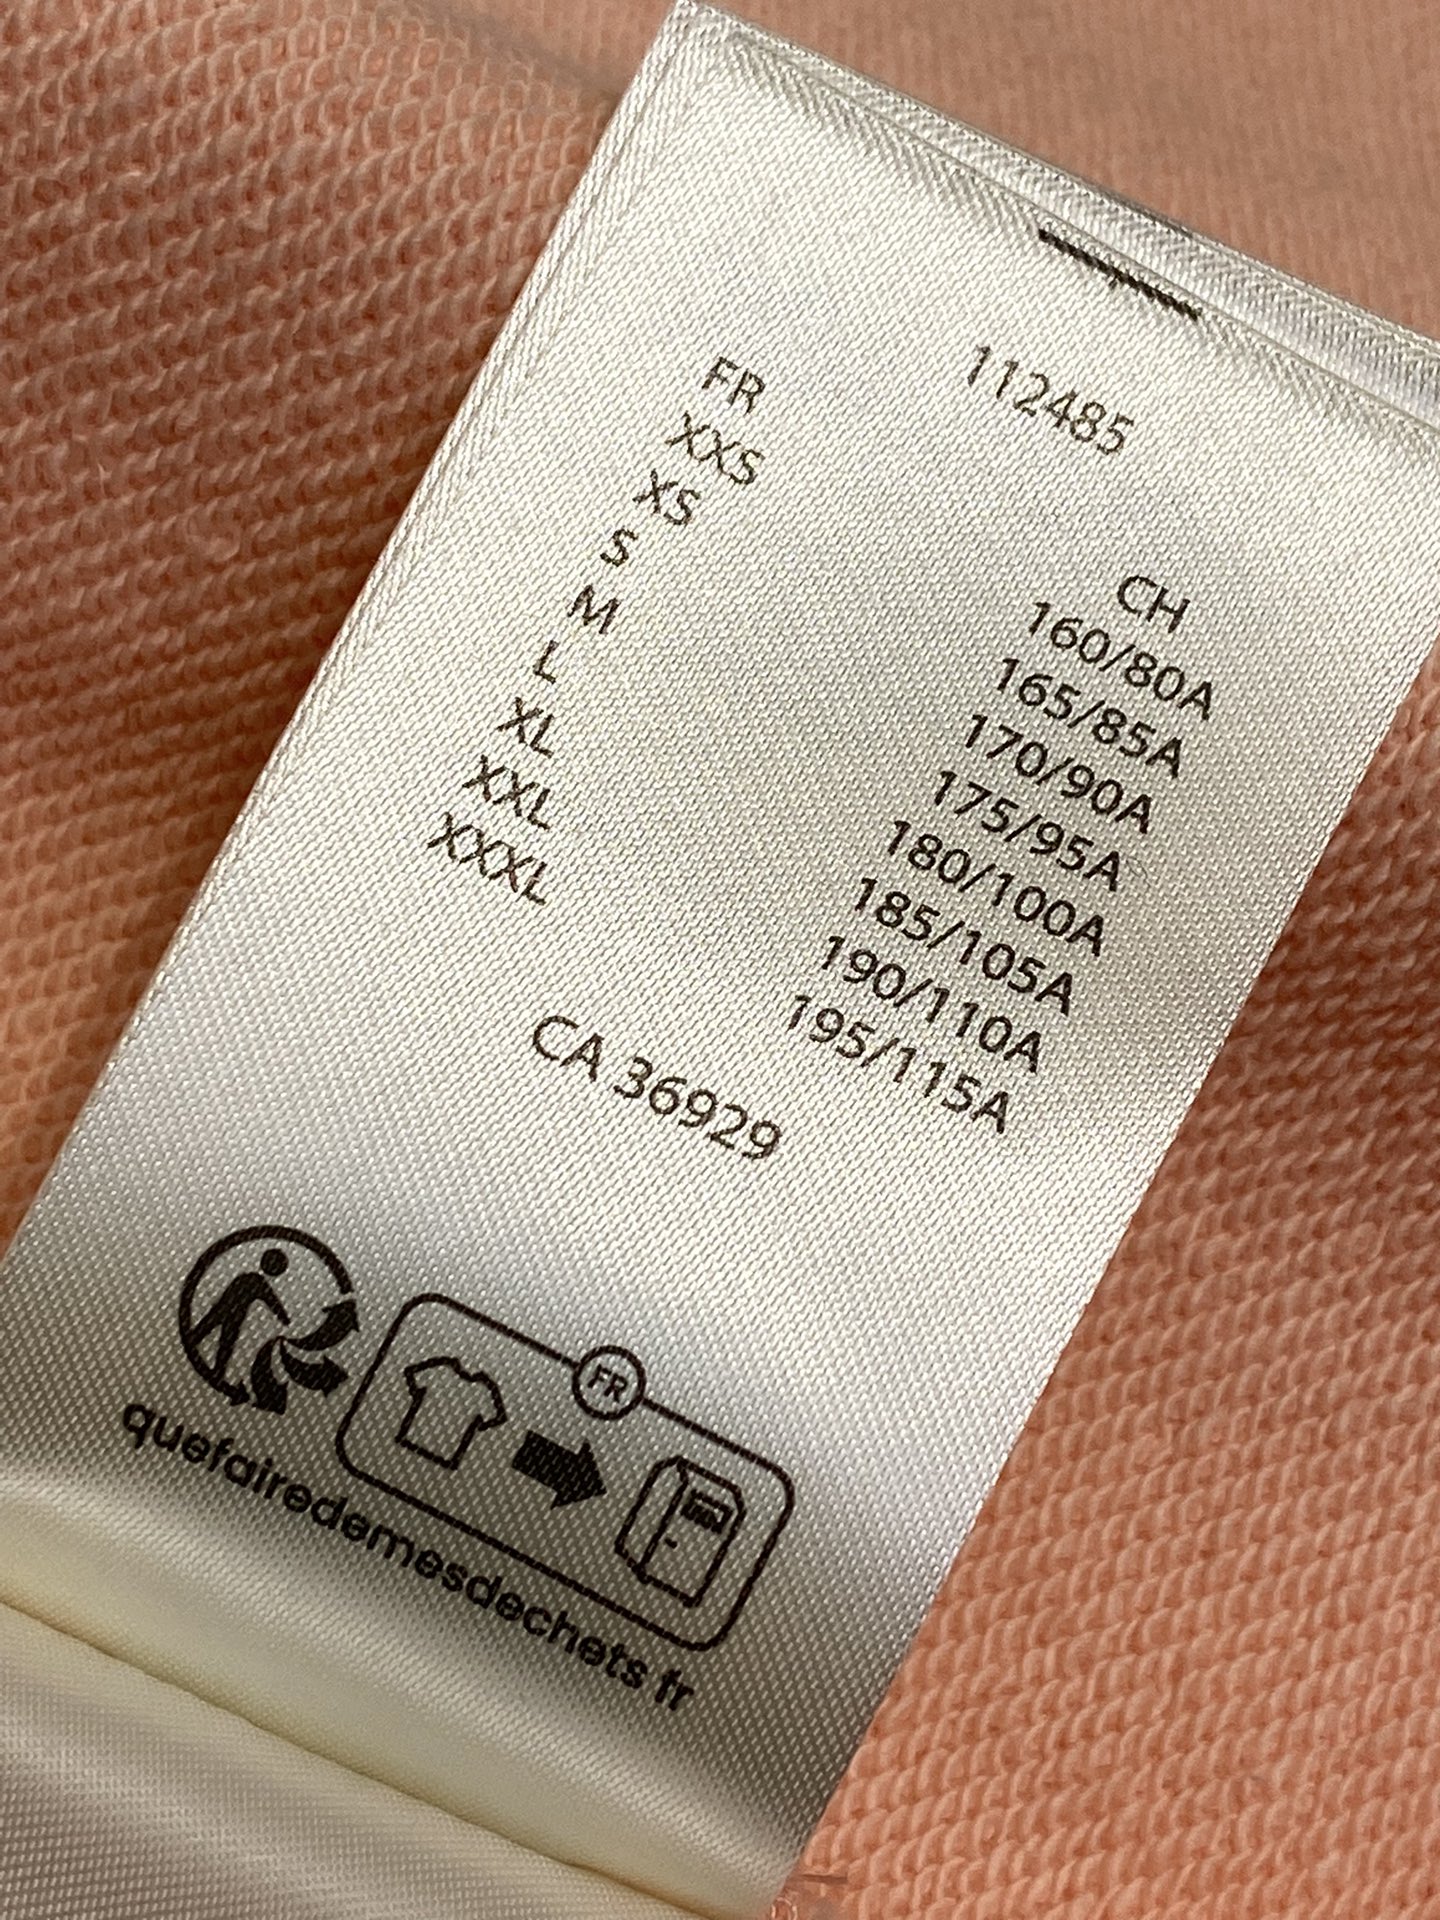 112485
FR
XXS
XS
S
M
L
XL
XXL
XXXL
CH
160/80A
165/85A
170/90A
175/95A
180/100A
185/105A
190/110A
195/115A
CA 36929
FR
quefairedemesdechets.fr